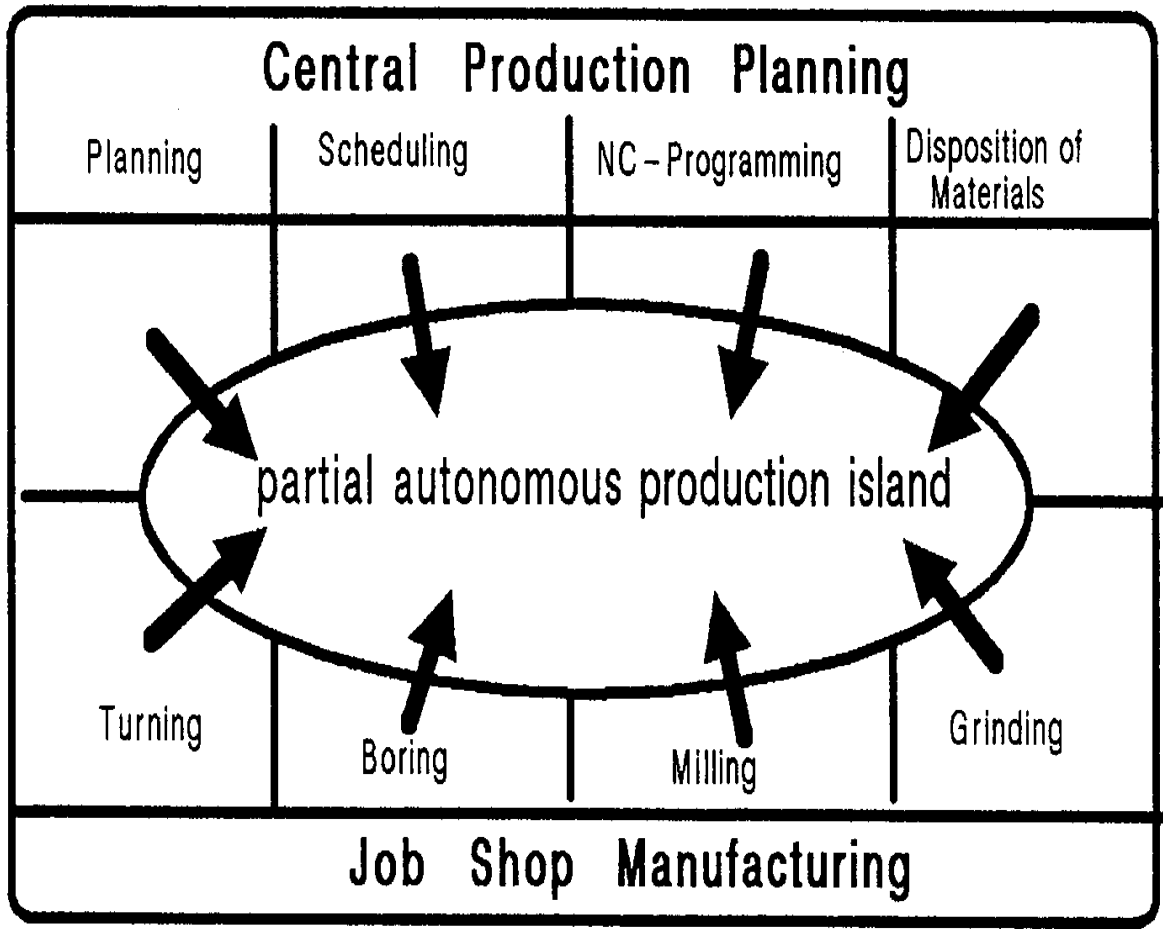 Central Production Planning
Planning
Scheduling
NC-Programming
Disposition of
Materials
partial autonomous production island
Turning
Boring
Milling
Grinding
Job Shop Manufacturing